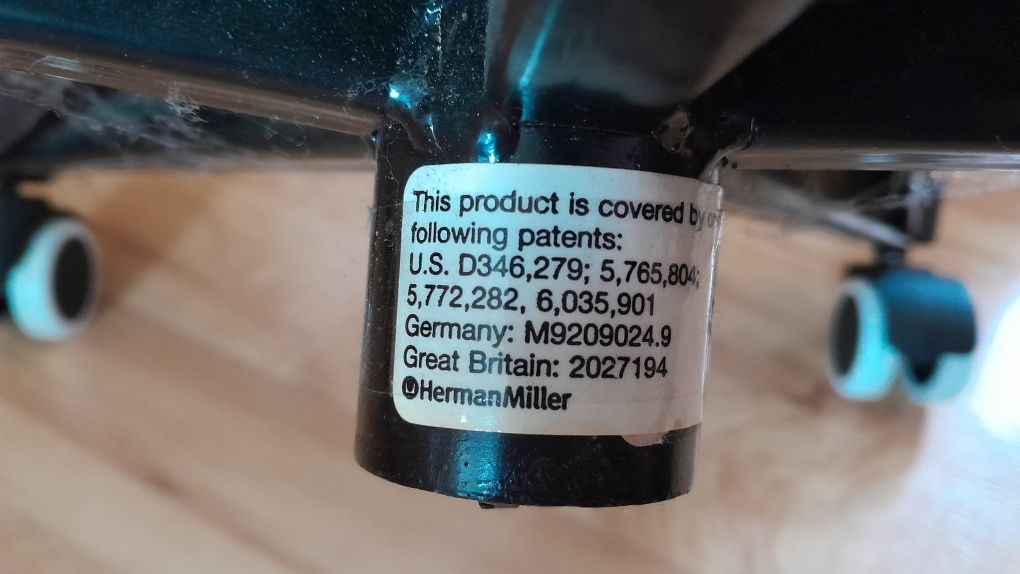 This product is covered by
following patents:
U.S. D346,279; 5,765,804;
5,772,282, 6,035,901
Germany: M9209024.9
Great Britain: 2027194
HermanMiller